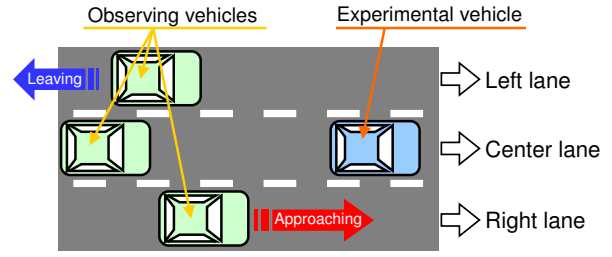 Observing vehicles
Experimental vehicle
Leaving
Left lane
Center lane
Approaching
Right lane